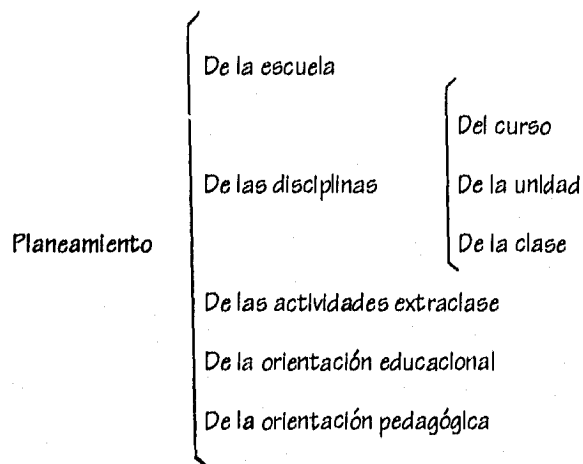 De la escuela
Del curso
De las disciplinas
De la unidad
De la clase
Planeamiento
De las actividades extraclase
De la orientación educacional
De la orientación pedagógica